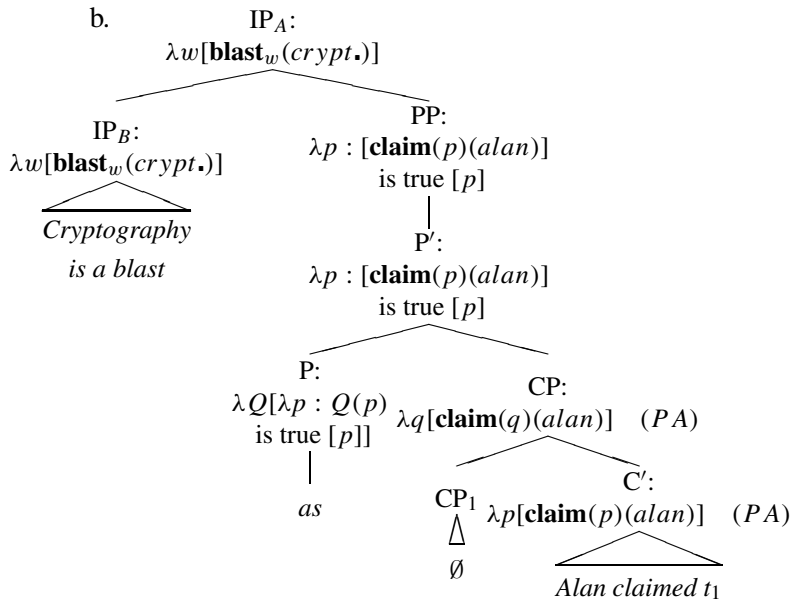 b.
IP_A:
λw[blast_w(crypt.)]
IP_B:
λw[blast_w(crypt.)]
Cryptography
is a blast
PP:
λp : [claim(p)(alan)]
is true [p]
P′:
λp : [claim(p)(alan)]
is true [p]
P:
λQ[λp : Q(p)
is true [p]]
as
CP:
λq[claim(q)(alan)] (PA)
CP₁
∅
C′:
λp[claim(p)(alan)] (PA)
Alan claimed t₁